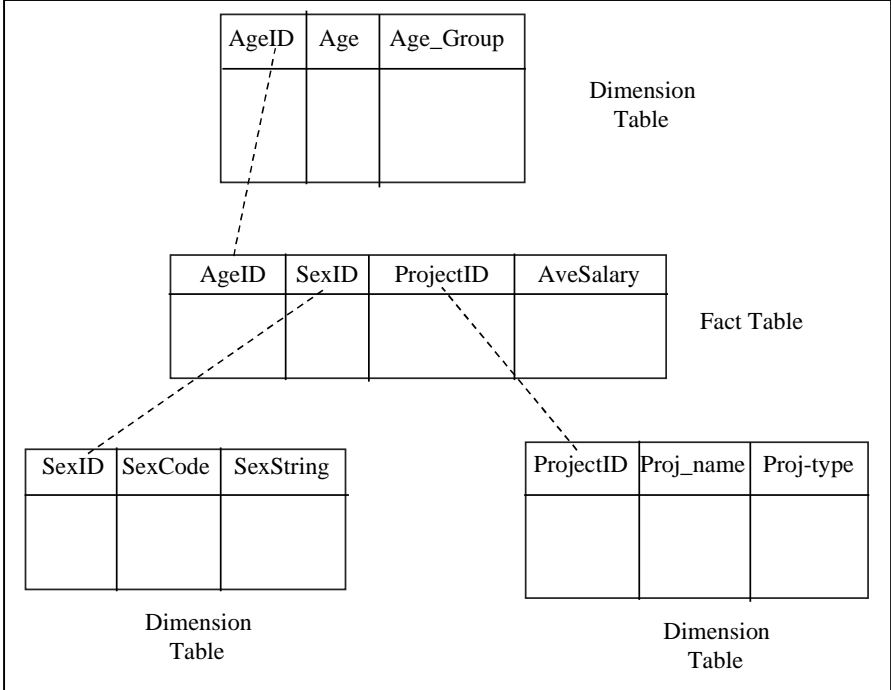 AgeID Age Age_Group
Dimension
Table
AgeID SexID ProjectID AveSalary
Fact Table
SexID SexCode SexString
ProjectID Proj_name Proj-type
Dimension
Table
Dimension
Table